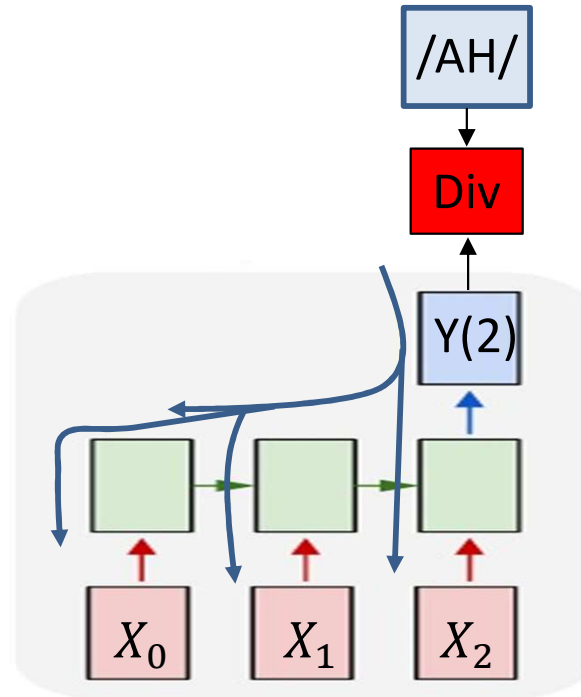 /AH/
Div
Y(2)
X₀ X₁ X₂